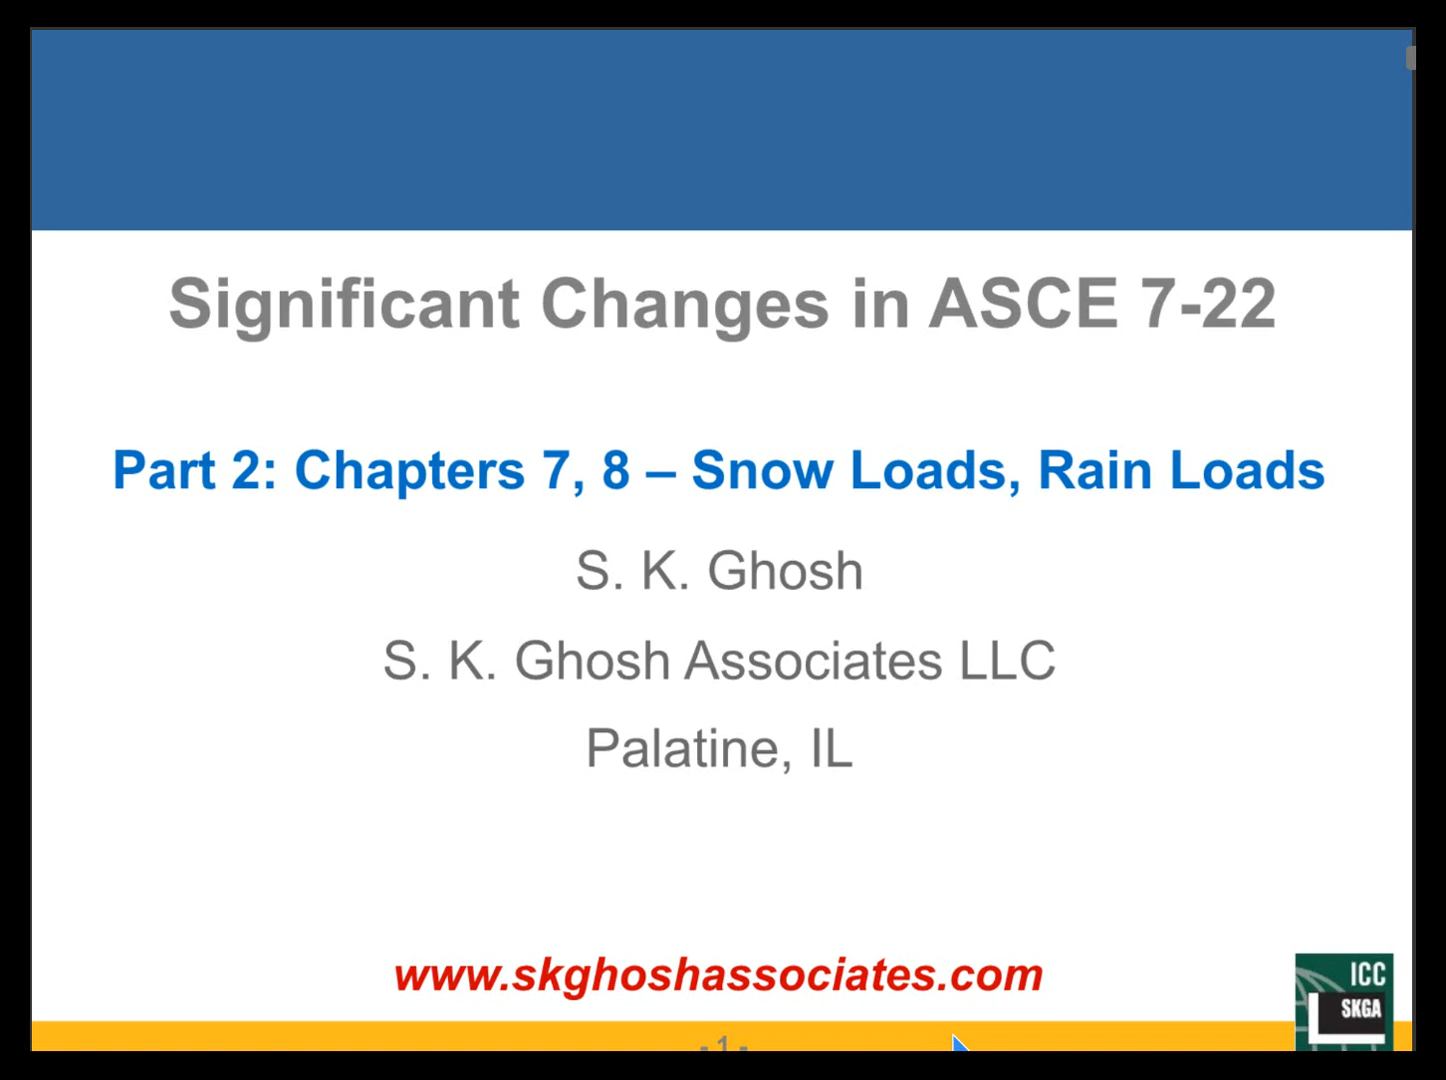 Significant Changes in ASCE 7-22
Part 2: Chapters 7, 8 – Snow Loads, Rain Loads
S. K. Ghosh
S. K. Ghosh Associates LLC
Palatine, IL
www.skghoshassociates.com
ICC
SKGA
- 1 -